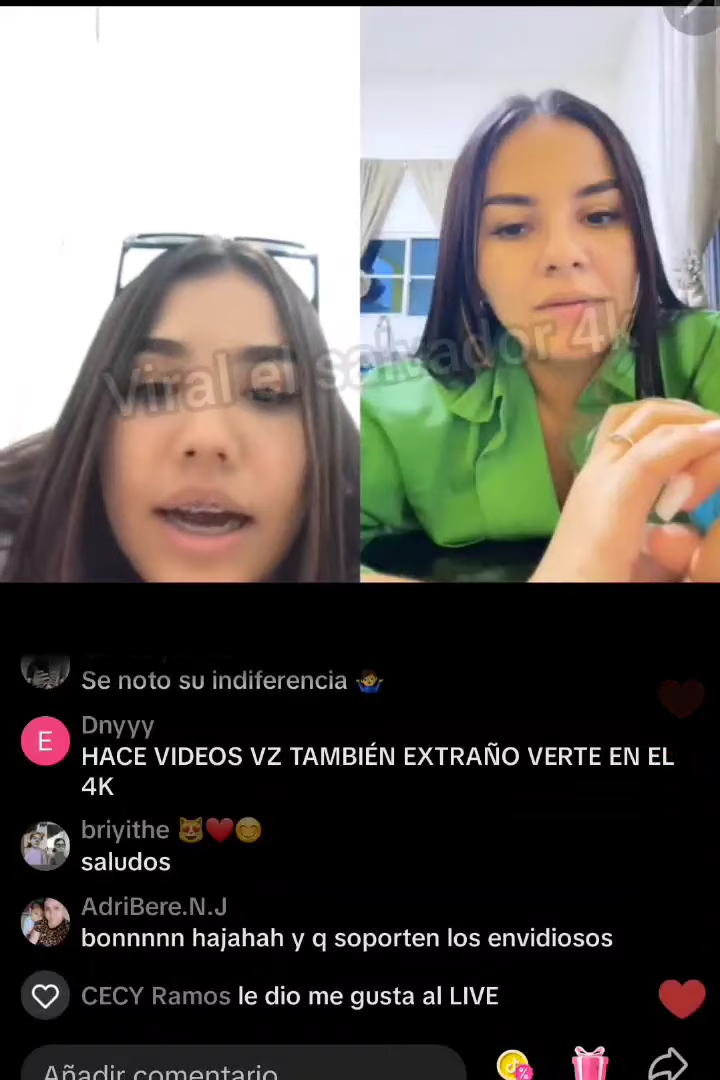 Viral el salvador 4k
Se noto su indiferencia 🤷‍♂️
E
Dnyyy
HACE VIDEOS VZ TAMBIÉN EXTRAÑO VERTE EN EL
4K
briyithe 😻❤️😊
saludos
AdriBere.N.J
bonnnnn hajahah y q soporten los envidiosos
CECY Ramos le dio me gusta al LIVE
Añadir comentario